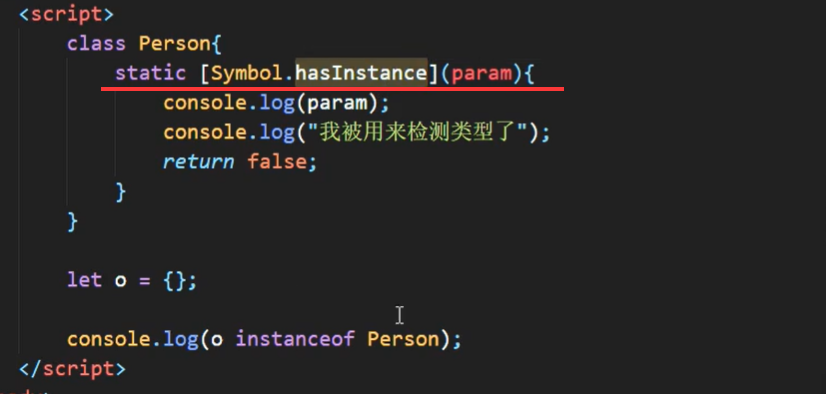 <script>
class Person{
static [Symbol.hasInstance](param){
console.log(param);
console.log("我被用来检测类型了");
return false;
}
}
let o = {};
console.log(o instanceof Person);
</script>